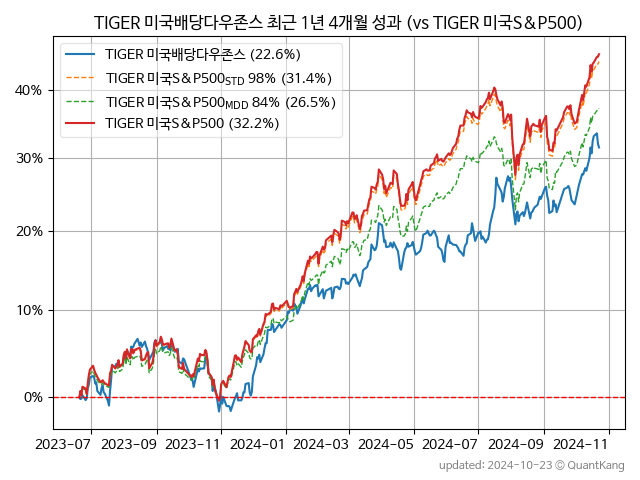 TIGER 미국배당다우존스 최근 1년 4개월 성과 (vs TIGER 미국S&P500)
TIGER 미국배당다우존스 (22.6%)
TIGER 미국S&P500STD 98% (31.4%)
TIGER 미국S&P500MDD 84% (26.5%)
TIGER 미국S&P500 (32.2%)
40%
30%
20%
10%
0%
2023-07 2023-09 2023-11 2024-01 2024-03 2024-05 2024-07 2024-09 2024-11
updated: 2024-10-23 © QuantKang